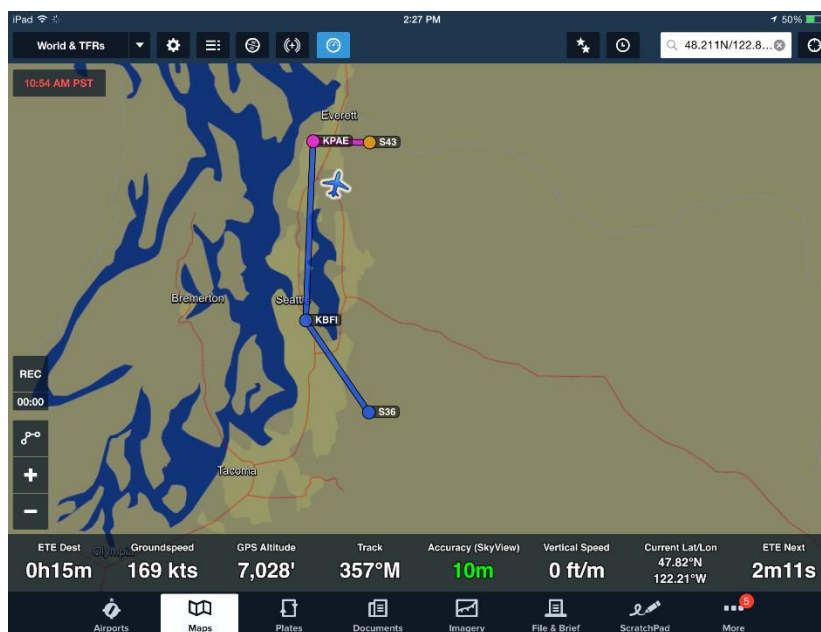 iPad
2:27 PM
50%
World & TFRs
48.211N/122.8...
10:54 AM PST
Everett
KPAE
S43
Bremerton
Seattle
KBFI
REC
00:00
S36
Tacoma
Olympia
ETE Dest
Groundspeed
GPS Altitude
Track
Accuracy (SkyView)
Vertical Speed
Current Lat/Lon
ETE Next
0h15m
169 kts
7,028'
357°M
10m
0 ft/m
47.82°N
122.21°W
2m11s
5
Airports
Maps
Plates
Documents
Imagery
File & Brief
ScratchPad
More